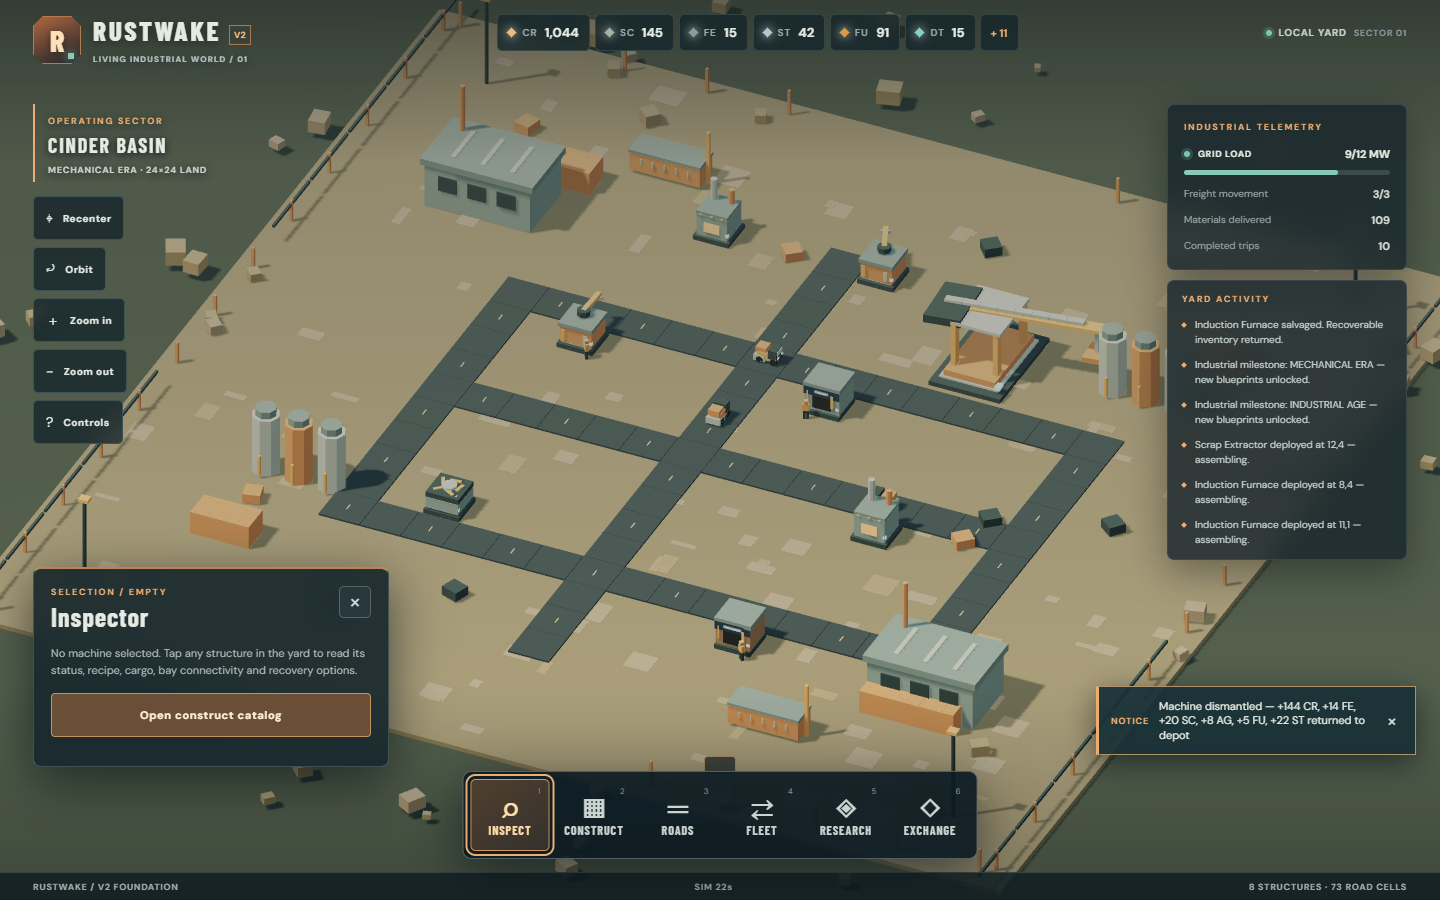 R
RUSTWAKE V2
LIVING INDUSTRIAL WORLD / 01
CR 1,044
SC 145
FE 15
ST 42
FU 91
DT 15
+11
LOCAL YARD SECTOR 01
OPERATING SECTOR
CINDER BASIN
MECHANICAL ERA · 24×24 LAND
Recenter
Orbit
+ Zoom in
− Zoom out
? Controls
INDUSTRIAL TELEMETRY
GRID LOAD 9/12 MW
Freight movement 3/3
Materials delivered 109
Completed trips 10
YARD ACTIVITY
Induction Furnace salvaged. Recoverable
inventory returned.
Industrial milestone: MECHANICAL ERA —
new blueprints unlocked.
Industrial milestone: INDUSTRIAL AGE —
new blueprints unlocked.
Scrap Extractor deployed at 12,4 —
assembling.
Induction Furnace deployed at 8,4 —
assembling.
Induction Furnace deployed at 11,1 —
assembling.
SELECTION / EMPTY
Inspector
×
No machine selected. Tap any structure in the yard to read its
status, recipe, cargo, bay connectivity and recovery options.
Open construct catalog
NOTICE
Machine dismantled — +144 CR, +14 FE,
+20 SC, +8 AG, +5 FU, +22 ST returned to
depot
×
1
INSPECT
2
CONSTRUCT
3
ROADS
4
FLEET
5
RESEARCH
6
EXCHANGE
RUSTWAKE / V2 FOUNDATION
SIM 22s
8 STRUCTURES · 73 ROAD CELLS